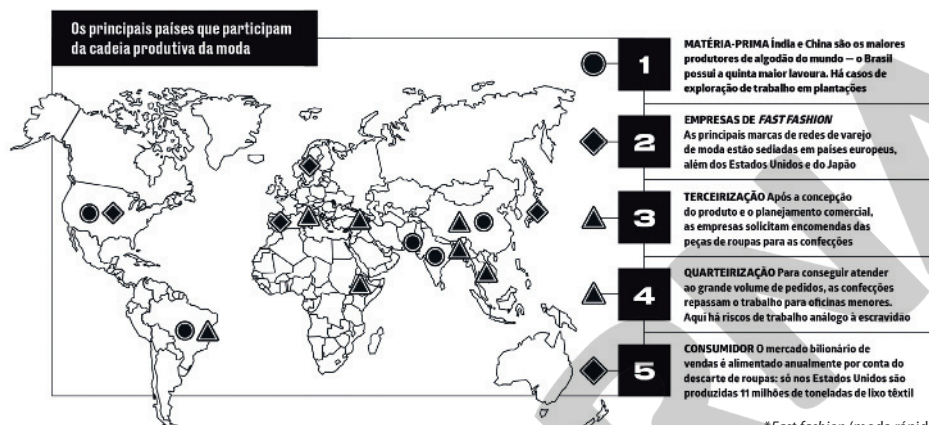 Os principais países que participam
da cadeia produtiva da moda
1
MATÉRIA-PRIMA Índia e China são os maiores
produtores de algodão do mundo — o Brasil
possui a quinta maior lavoura. Há casos de
exploração de trabalho em plantações
2
EMPRESAS DE FAST FASHION
As principais marcas de redes de varejo
de moda estão sediadas em países europeus,
além dos Estados Unidos e do Japão
3
TERCEIRIZAÇÃO Após a concepção
do produto e o planejamento comercial,
as empresas solicitam encomendas das
peças de roupas para as confecções
4
QUARTEIRIZAÇÃO Para conseguir atender
ao grande volume de pedidos, as confecções
repassam o trabalho para oficinas menores.
Aqui há riscos de trabalho análogo à escravidão
5
CONSUMIDOR O mercado bilionário de
vendas é alimentado anualmente por conta do
descarte de roupas: só nos Estados Unidos são
produzidas 11 milhões de toneladas de lixo têxtil
*Fast fashion (moda